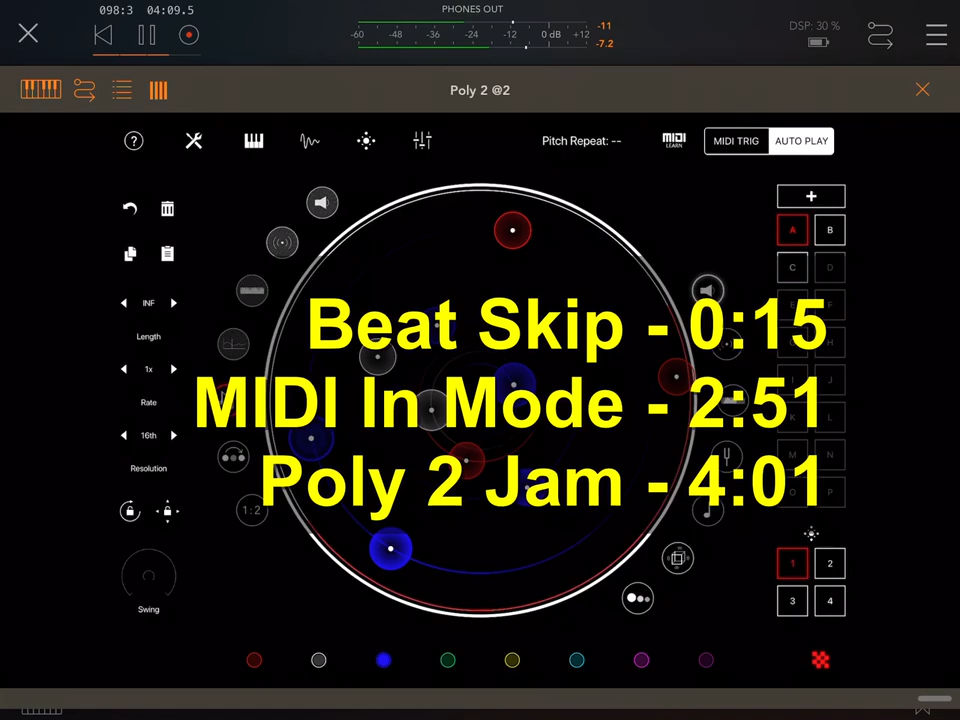 PHONES OUT
098:3 04:09.5
-60 -48 -36 -24 -12 0 dB +12
-11
-7.2
DSP: 30 %
Poly 2 @2
?
Pitch Repeat: --
MIDI LEARN
MIDI TRIG AUTO PLAY
+
A B
C D
INF
Length
1x
Rate
16th
Resolution
Beat Skip - 0:15
MIDI In Mode - 2:51
Poly 2 Jam - 4:01
E
H
I J
K L
M N
O P
1:2
Swing
1 2
3 4